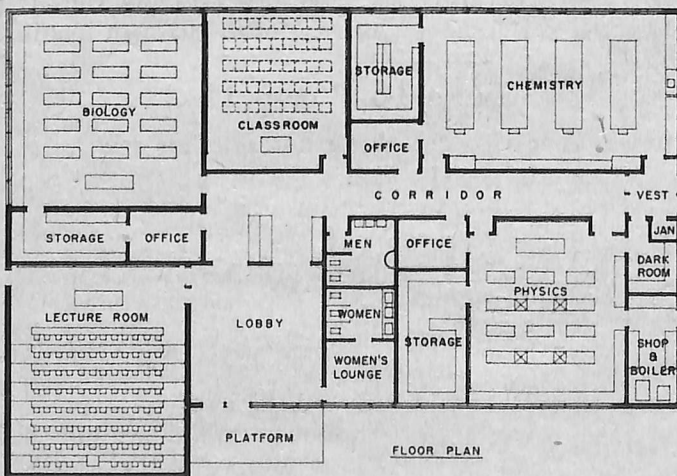 STORAGE
CHEMISTRY
BIOLOGY
CLASSROOM
OFFICE
CORRIDOR
VEST
STORAGE
OFFICE
MEN
OFFICE
JAN
DARK
ROOM
PHYSICS
LECTURE ROOM
LOBBY
WOMEN
STORAGE
SHOP
&
BOILER
WOMEN'S
LOUNGE
PLATFORM
FLOOR PLAN